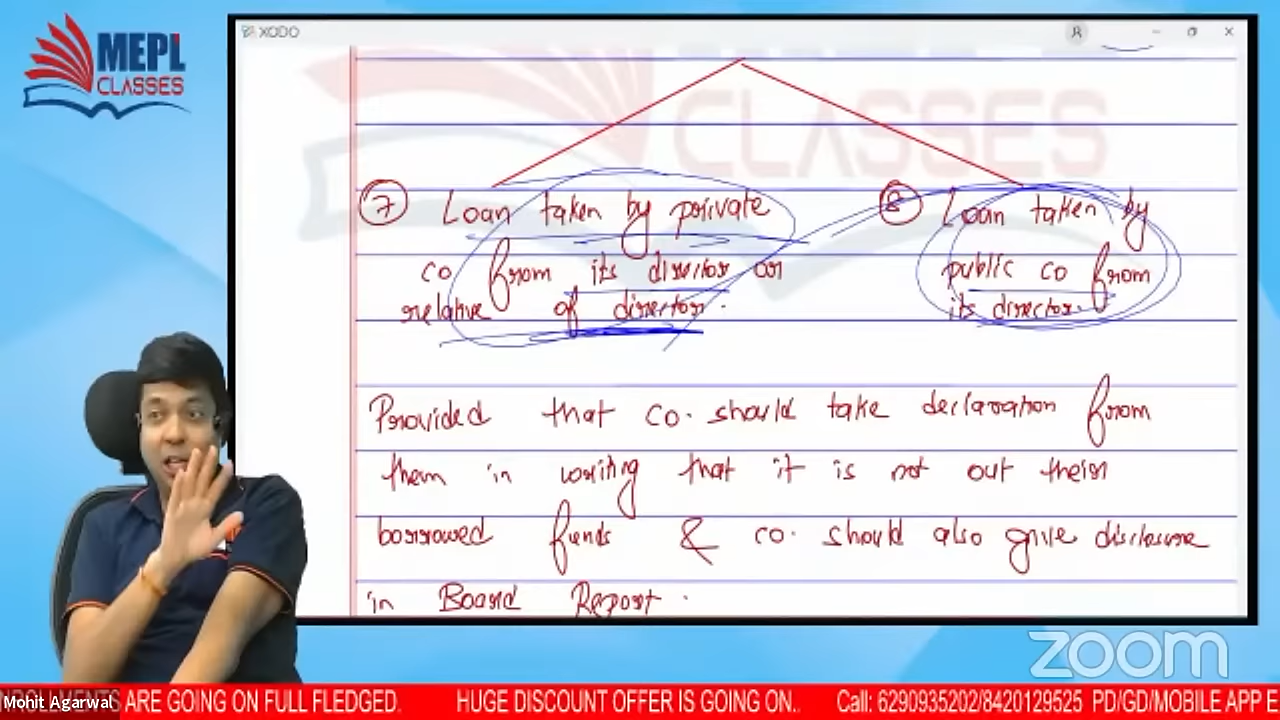 MEPL
CLASSES
XODO
CLASSES
7 Loan taken by private
co from its director or
relative of director.
8 Loan taken by
public co from
its director.
Provided that co. should take declaration from
them in writing that it is not out their
borrowed funds & co. should also give disclosure
in Board Report.
zoom
Mohit Agarwal
ENROLLMENTS ARE GOING ON FULL FLEDGED. HUGE DISCOUNT OFFER IS GOING ON.. Call: 6290935202/8420129525 PD/GD/MOBILE APP E